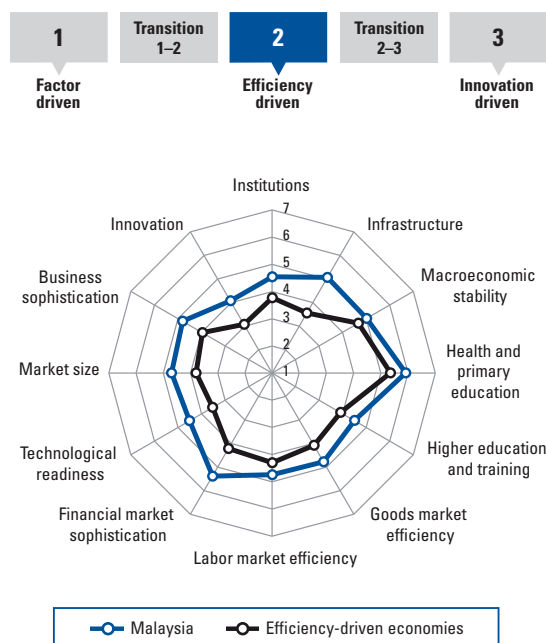 1
Transition
1–2
2
Transition
2–3
3
Factor
driven
Efficiency
driven
Innovation
driven
Institutions
Infrastructure
Macroeconomic
stability
Health and
primary
education
Higher education
and training
Goods market
efficiency
Labor market efficiency
Financial market
sophistication
Technological
readiness
Market size
Business
sophistication
Innovation
7
6
5
4
3
2
1
Malaysia
Efficiency-driven economies